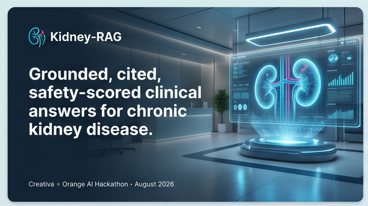 Kidney-RAG
Grounded, cited,
safety-scored clinical
answers for chronic
kidney disease.
Creativa × Orange AI Hackathon • August 2026